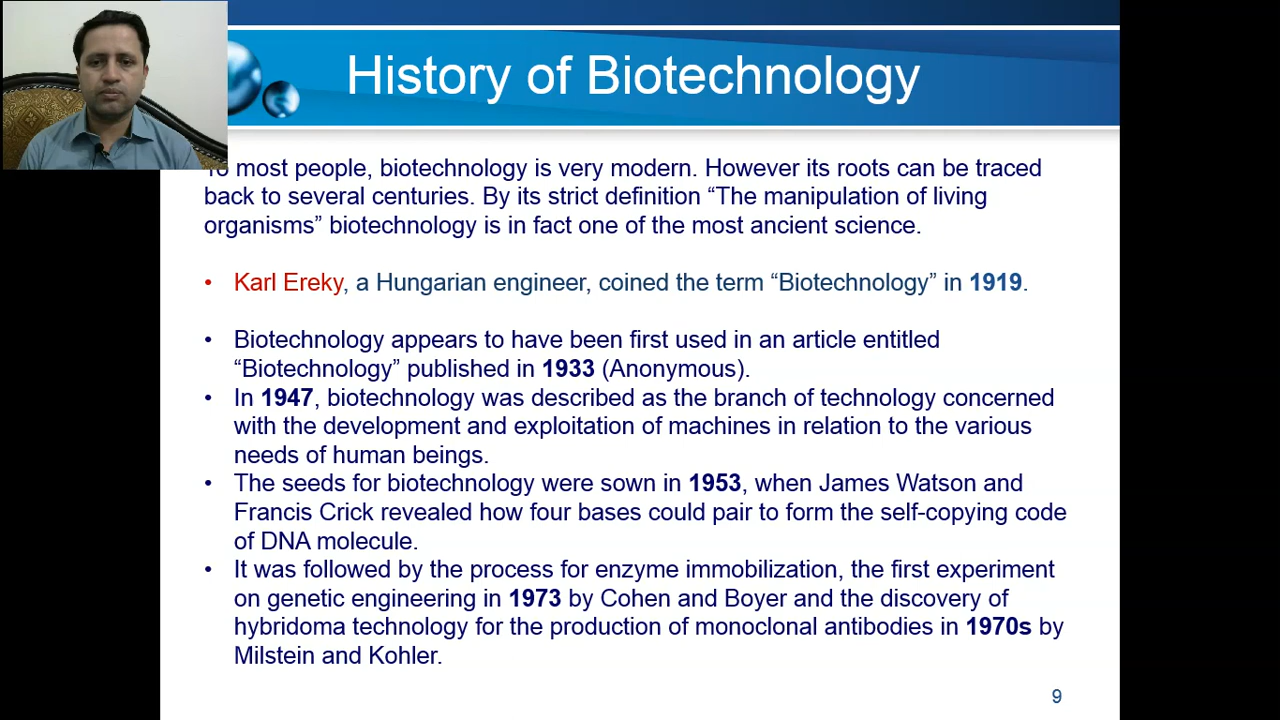 History of Biotechnology
To most people, biotechnology is very modern. However its roots can be traced
back to several centuries. By its strict definition “The manipulation of living
organisms” biotechnology is in fact one of the most ancient science.
• Karl Ereky, a Hungarian engineer, coined the term “Biotechnology” in 1919.
• Biotechnology appears to have been first used in an article entitled
“Biotechnology” published in 1933 (Anonymous).
• In 1947, biotechnology was described as the branch of technology concerned
with the development and exploitation of machines in relation to the various
needs of human beings.
• The seeds for biotechnology were sown in 1953, when James Watson and
Francis Crick revealed how four bases could pair to form the self-copying code
of DNA molecule.
• It was followed by the process for enzyme immobilization, the first experiment
on genetic engineering in 1973 by Cohen and Boyer and the discovery of
hybridoma technology for the production of monoclonal antibodies in 1970s by
Milstein and Kohler.
9